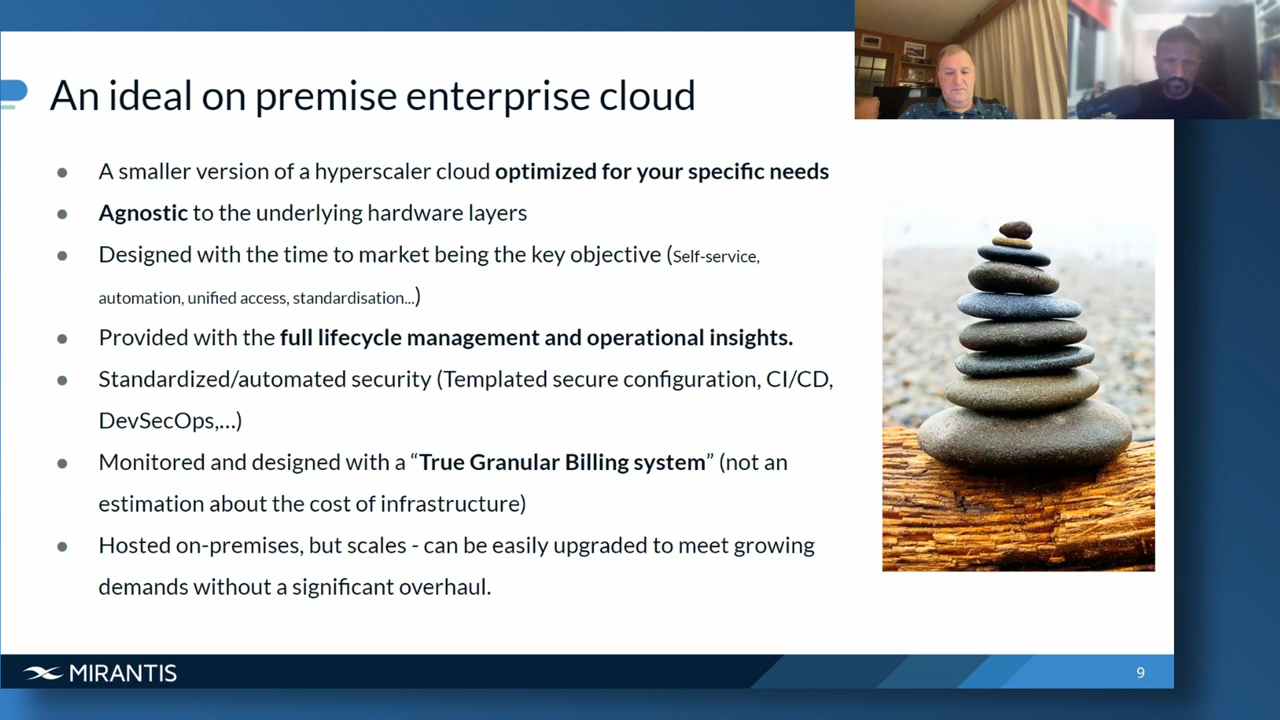 An ideal on premise enterprise cloud
● A smaller version of a hyperscaler cloud optimized for your specific needs
● Agnostic to the underlying hardware layers
● Designed with the time to market being the key objective (Self-service,
automation, unified access, standardisation...)
● Provided with the full lifecycle management and operational insights.
● Standardized/automated security (Templated secure configuration, CI/CD,
DevSecOps,...)
● Monitored and designed with a “True Granular Billing system” (not an
estimation about the cost of infrastructure)
● Hosted on-premises, but scales - can be easily upgraded to meet growing
demands without a significant overhaul.
MIRANTIS
9